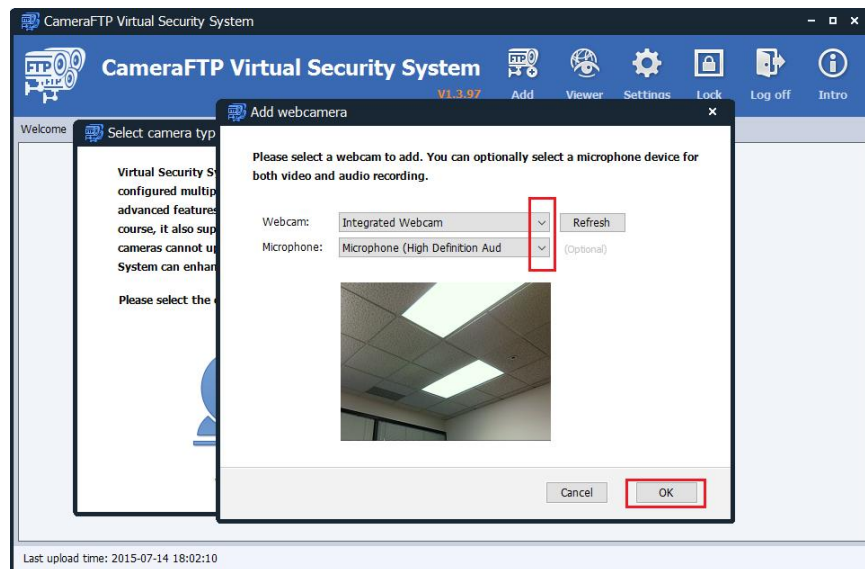 CameraFTP Virtual Security System
FTP
FTP
CameraFTP Virtual Security System
V1.3.97
Add
Viewer
Settings
Lock
Log off
Intro
Welcome
Select camera typ
Add webcamera
Virtual Security S
configured multip
advanced features
course, it also sup
cameras cannot up
System can enhan
Please select the
Please select a webcam to add. You can optionally select a microphone device for
both video and audio recording.
Webcam:
Integrated Webcam
Refresh
Microphone:
Microphone (High Definition Aud
(Optional)
Cancel
OK
Last upload time: 2015-07-14 18:02:10